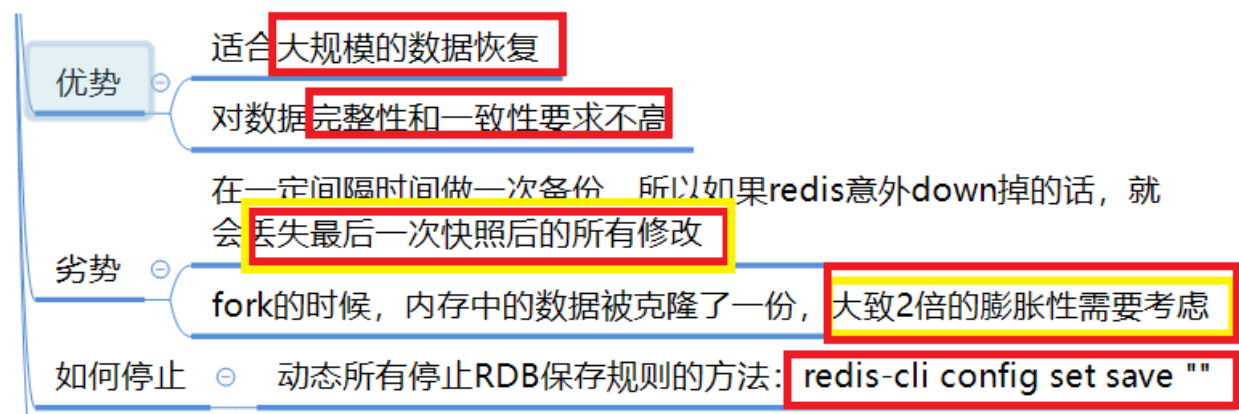 优势
适合大规模的数据恢复
对数据完整性和一致性要求不高
劣势
在一定间隔时间做一次备份，所以如果redis意外down掉的话，就
会丢失最后一次快照后的所有修改
fork的时候，内存中的数据被克隆了一份，大致2倍的膨胀性需要考虑
如何停止
动态所有停止RDB保存规则的方法：redis-cli config set save ""